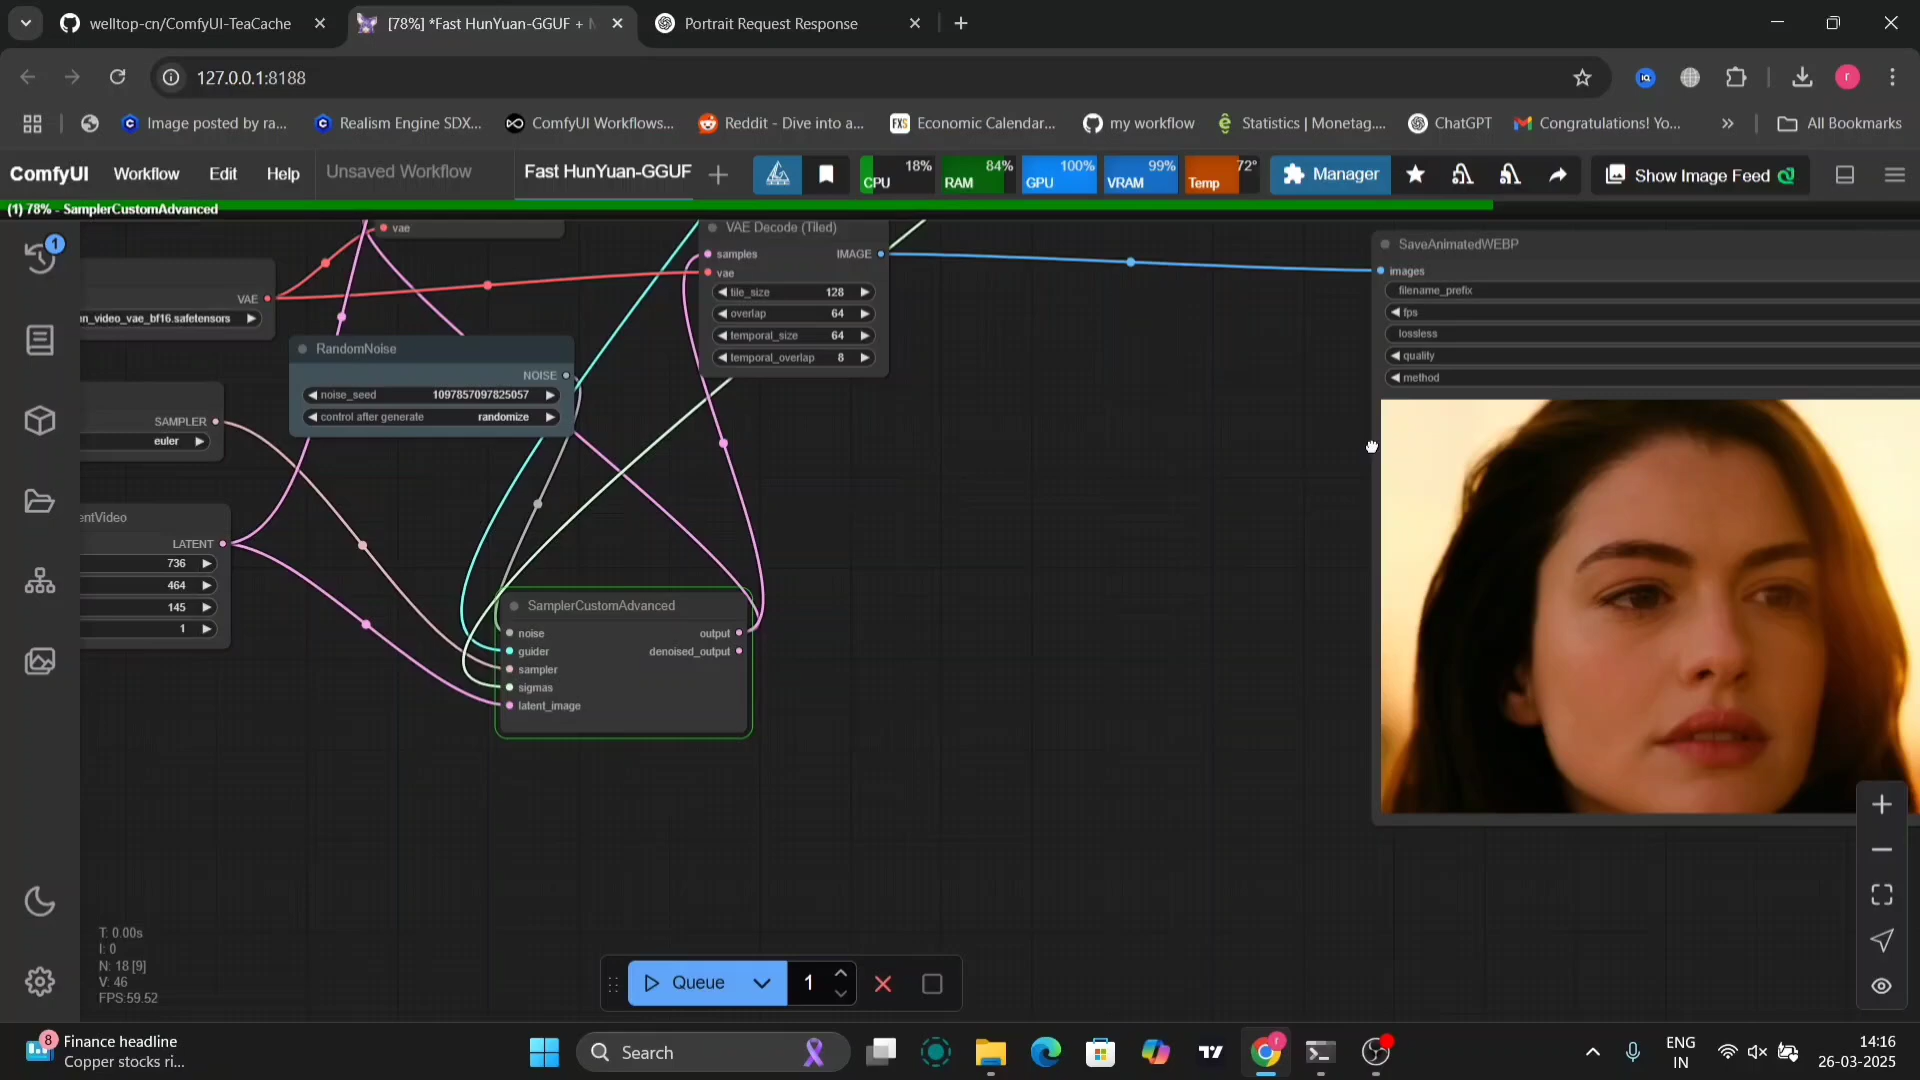 welltop-cn/ComfyUI-TeaCache
[78%] *Fast HunYuan-GGUF +
Portrait Request Response
127.0.0.1:8188
Image posted by ra...
Realism Engine SDX...
ComfyUI Workflows...
Reddit - Dive into a...
FXS Economic Calendar...
my workflow
Statistics | Monetag....
ChatGPT
Congratulations! Yo...
All Bookmarks
ComfyUI
Workflow
Edit
Help
Unsaved Workflow
Fast HunYuan-GGUF
CPU 18%
RAM 84%
GPU 100%
VRAM 99%
Temp 72°
Manager
Show Image Feed
(1) 78% - SamplerCustomAdvanced
1
vae
VAE Decode (Tiled)
samples IMAGE
vae
tile_size 128
overlap 64
temporal_size 64
temporal_overlap 8
SaveAnimatedWEBP
images
filename_prefix
fps
lossless
quality
method
VAE
n_video_vae_bf16.safetensors
RandomNoise
NOISE
noise_seed 1097857097825057
control after generate randomize
SAMPLER
euler
entVideo
LATENT
736
464
145
1
SamplerCustomAdvanced
noise output
guider denoised_output
sampler
sigmas
latent_image
T: 0.00s
I: 0
N: 18 [9]
V: 46
FPS:59.52
Queue
1
8
Finance headline
Copper stocks ri...
Search
ENG
IN
14:16
26-03-2025